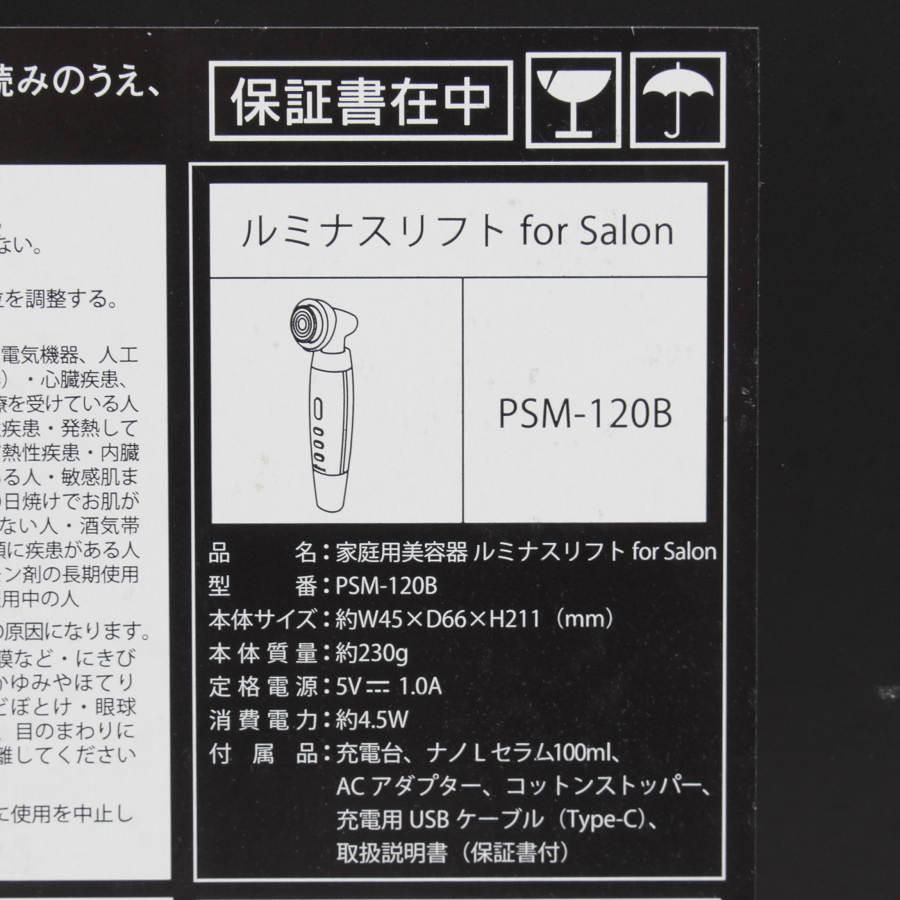 読みのうえ、
保証書在中
ない。
を調整する。
電気機器、人工
）・心臓疾患、
療を受けている人
疾患・発熱して
熱性疾患・内臓
る人・敏感肌ま
日焼けでお肌が
ない人・酒気帯
に疾患がある人
ン剤の長期使用
用中の人
の原因になります。
膜など・にきび
かゆみやほてり
どぼとけ・眼球
、目のまわりに
離してください
に使用を中止し
ルミナスリフト for Salon
PSM-120B
品名：家庭用美容器 ルミナスリフト for Salon
型番：PSM-120B
本体サイズ：約W45×D66×H211（mm）
本体質量：約230g
定格電源：5V⎓ 1.0A
消費電力：約4.5W
付属品：充電台、ナノLセラム100ml、
ACアダプター、コットンストッパー、
充電用USBケーブル（Type-C）、
取扱説明書（保証書付）